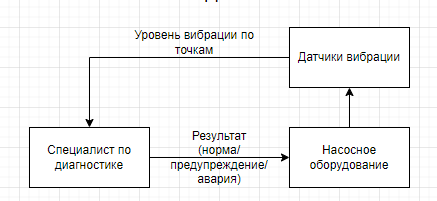 Уровень вибрации по
точкам
Датчики вибрации
Специалист по
диагностике
Результат
(норма/
предупреждение/
авария)
Насосное
оборудование